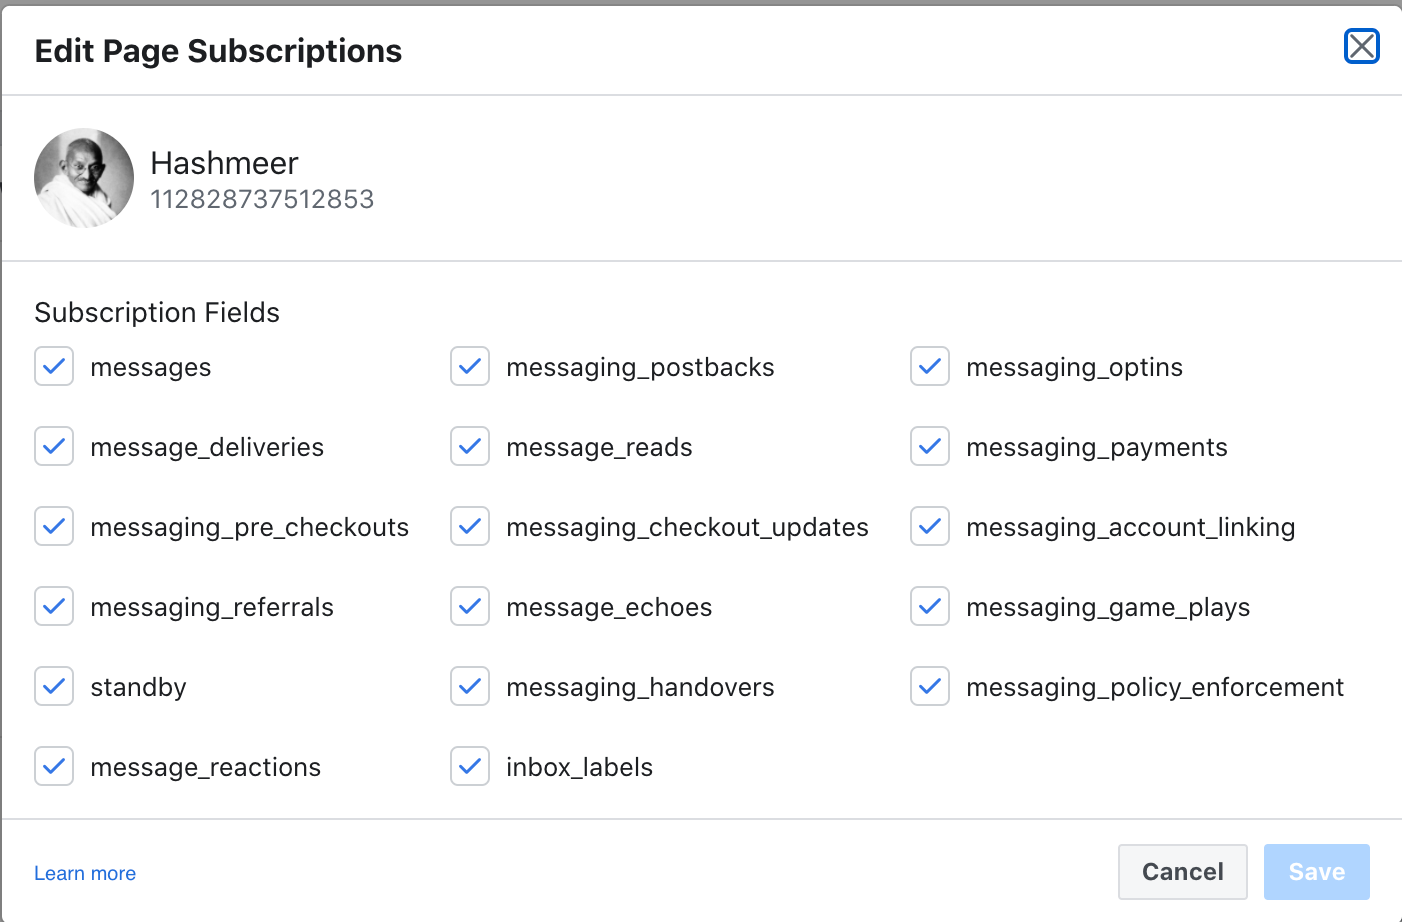 Edit Page Subscriptions
Hashmeer
112828737512853
Subscription Fields
messages
messaging_postbacks
messaging_optins
message_deliveries
message_reads
messaging_payments
messaging_pre_checkouts
messaging_checkout_updates
messaging_account_linking
messaging_referrals
message_echoes
messaging_game_plays
standby
messaging_handovers
messaging_policy_enforcement
message_reactions
inbox_labels
Learn more
Cancel
Save